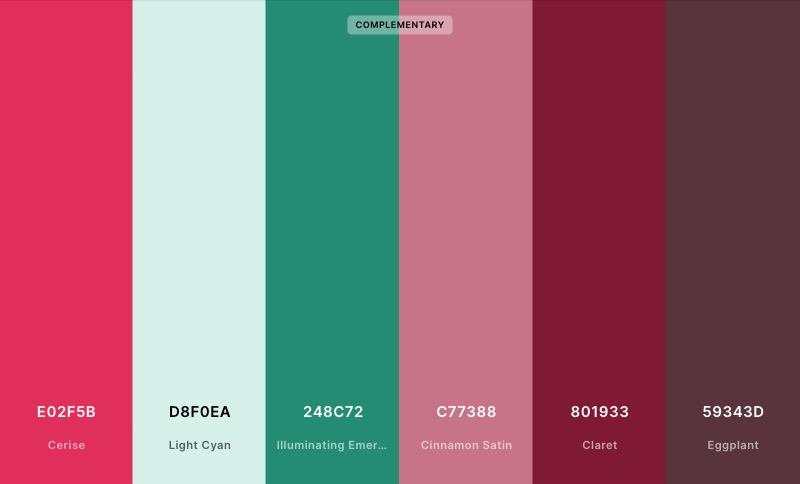 COMPLEMENTARY
E02F5B
D8F0EA
248C72
C77388
801933
59343D
Cerise
Light Cyan
Illuminating Emer...
Cinnamon Satin
Claret
Eggplant